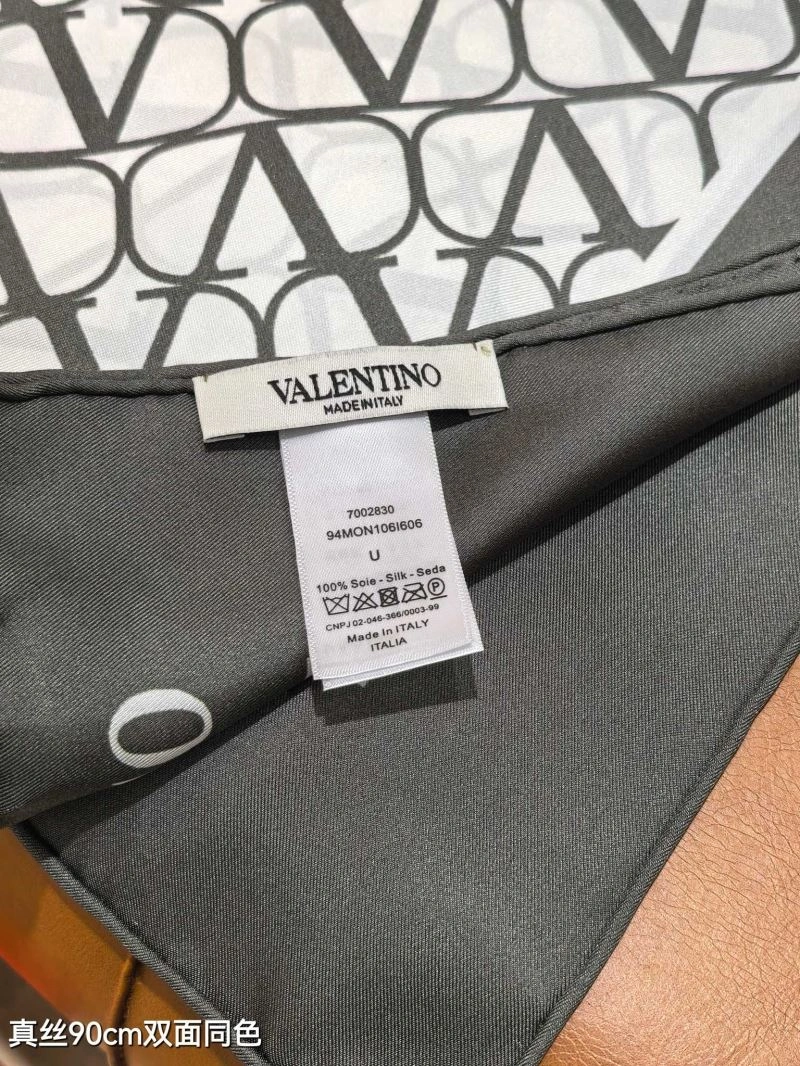 VALENTINO
MADE IN ITALY
7002830
94MON106I606
U
100% Soie - Silk - Seda
CNPJ 02-046-366/0003-99
Made In ITALY
ITALIA
真丝90cm双面同色